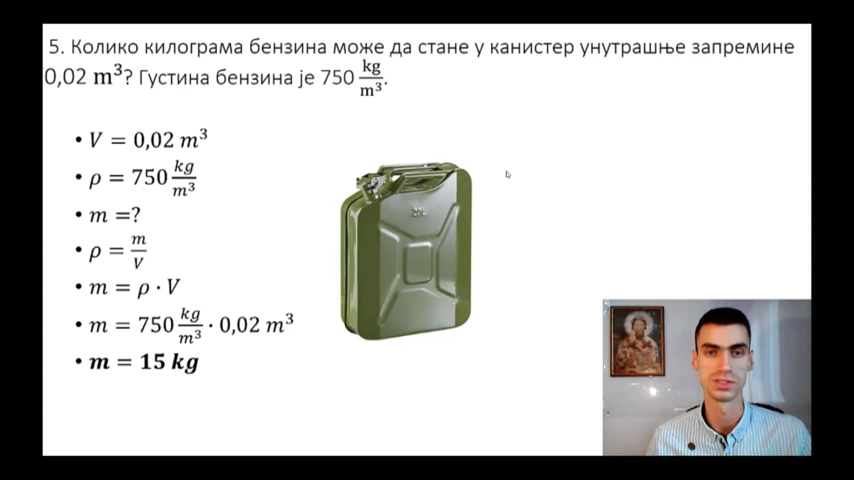 5. Колико килограма бензина може да стане у канистер унутрашње запремине
0,02 m³? Густина бензина је 750 kg/m³.
• V = 0,02 m³
• ρ = 750 kg/m³
• m =?
• ρ = m/V
• m = ρ · V
• m = 750 kg/m³ · 0,02 m³
• m = 15 kg
20L